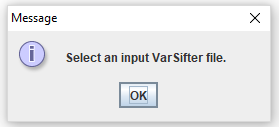 Message
Select an input VarSifter file.
OK